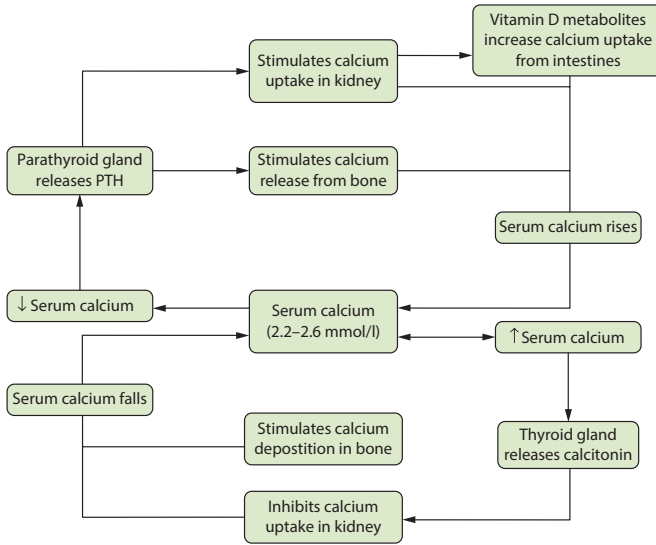 Vitamin D metabolites
increase calcium uptake
from intestines
Stimulates calcium
uptake in kidney
Parathyroid gland
releases PTH
Stimulates calcium
release from bone
Serum calcium rises
↓ Serum calcium
Serum calcium
(2.2–2.6 mmol/l)
↑ Serum calcium
Serum calcium falls
Stimulates calcium
depostition in bone
Thyroid gland
releases calcitonin
Inhibits calcium
uptake in kidney